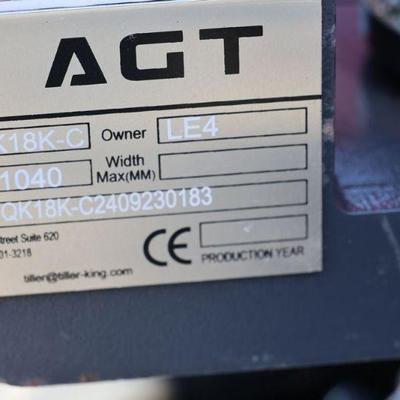 AGT
K18K-C Owner LE4
1040 Width Max(MM)
QK18K-C2409230183
treet Suite 620
01-3218
CE PRODUCTION YEAR
tiller@tiller-king.com